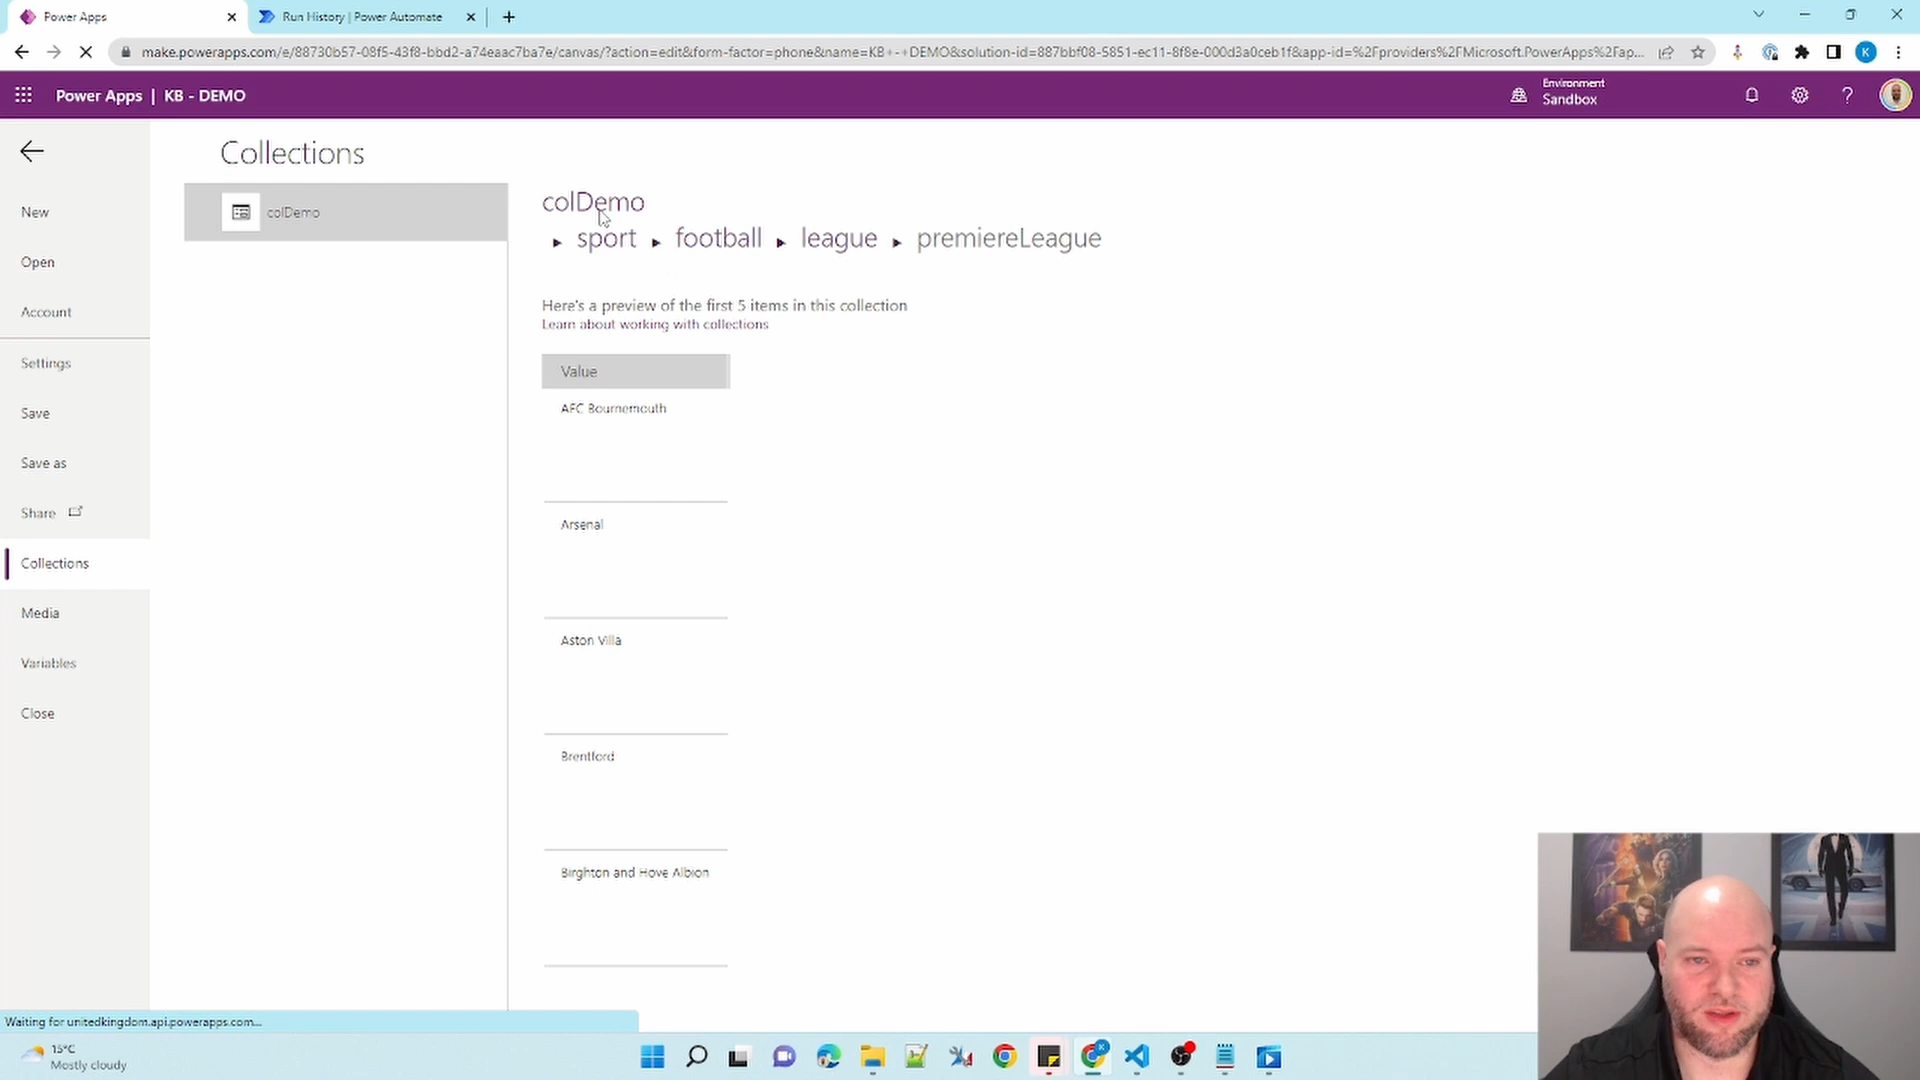 Power Apps
Run History | Power Automate
make.powerapps.com/e/88730b57-08f5-43f8-bbd2-a74eaac7ba7e/canvas/?action=edit&form-factor=phone&name=KB+-+DEMO&solution-id=887bbf08-5851-ec11-8f8e-000d3a0ceb1f&app-id=%2Fproviders%2FMicrosoft.PowerApps%2Fap...
K
Power Apps | KB - DEMO
Environment
Sandbox
Collections
New
Open
Account
Settings
Save
Save as
Share
Collections
Media
Variables
Close
colDemo
colDemo
sport football league premiereLeague
Here's a preview of the first 5 items in this collection
Learn about working with collections
Value
AFC Bournemouth
Arsenal
Aston Villa
Brentford
Birghton and Hove Albion
Waiting for unitedkingdom.api.powerapps.com...
15°C
Mostly cloudy